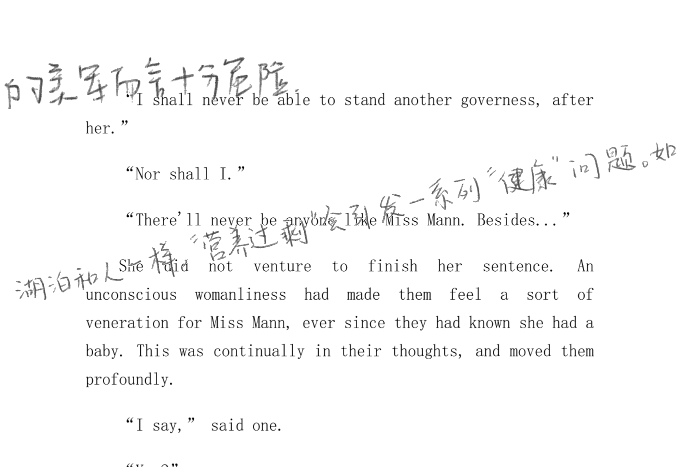 的美军而言十分危险.
“I shall never be able to stand another governess, after
her.”
“Nor shall I.”
“There'll never be anyone like Miss Mann. Besides...”
湖泊和人一样,“营养过剩”会引发一系列“健康”问题。如
She did not venture to finish her sentence. An
unconscious womanliness had made them feel a sort of
veneration for Miss Mann, ever since they had known she had a
baby. This was continually in their thoughts, and moved them
profoundly.
“I say,” said one.